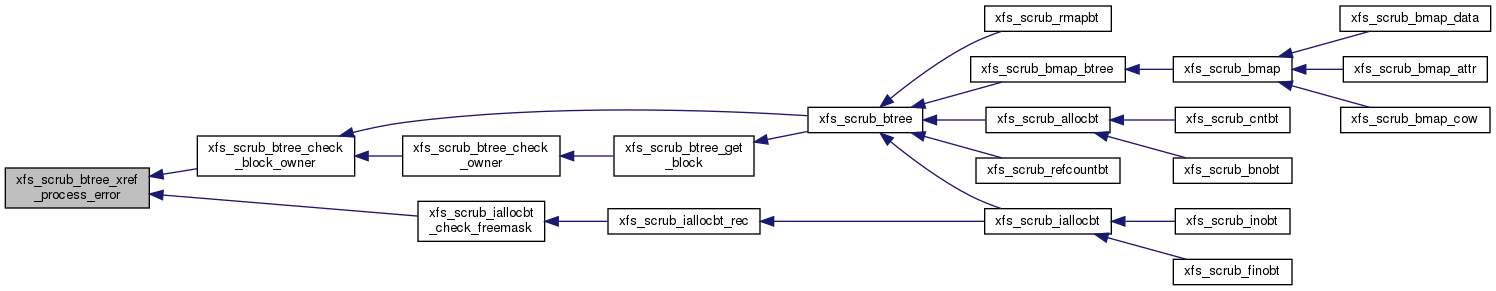 xfs_scrub_btree_xref
_process_error
xfs_scrub_btree_check
_block_owner
xfs_scrub_iallocbt
_check_freemask
xfs_scrub_btree_check
_owner
xfs_scrub_iallocbt_rec
xfs_scrub_btree_get
_block
xfs_scrub_btree
xfs_scrub_rmapbt
xfs_scrub_bmap_btree
xfs_scrub_allocbt
xfs_scrub_refcountbt
xfs_scrub_iallocbt
xfs_scrub_bmap
xfs_scrub_cntbt
xfs_scrub_bnobt
xfs_scrub_inobt
xfs_scrub_finobt
xfs_scrub_bmap_data
xfs_scrub_bmap_attr
xfs_scrub_bmap_cow